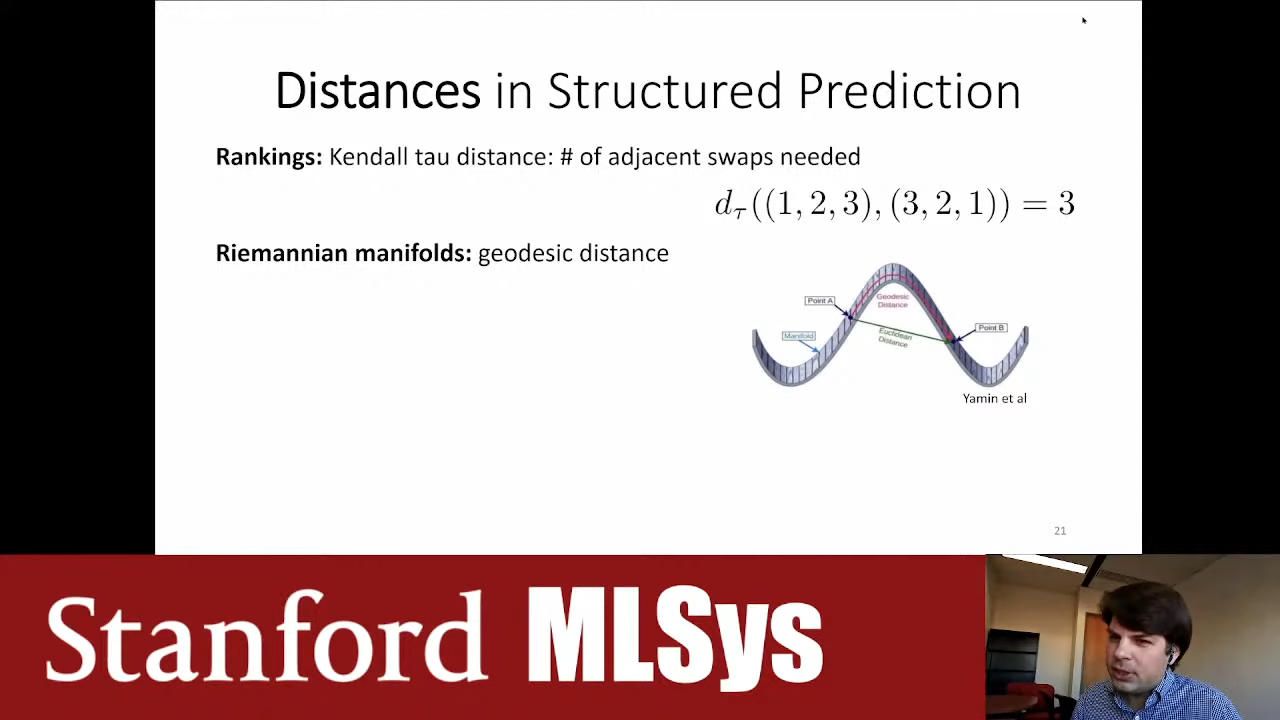 Distances in Structured Prediction
Rankings: Kendall tau distance: # of adjacent swaps needed
d_τ((1, 2, 3), (3, 2, 1)) = 3
Riemannian manifolds: geodesic distance
Point A
Geodesic
Distance
Manifold
Euclidean
Distance
Point B
Yamin et al
21
Stanford MLSys